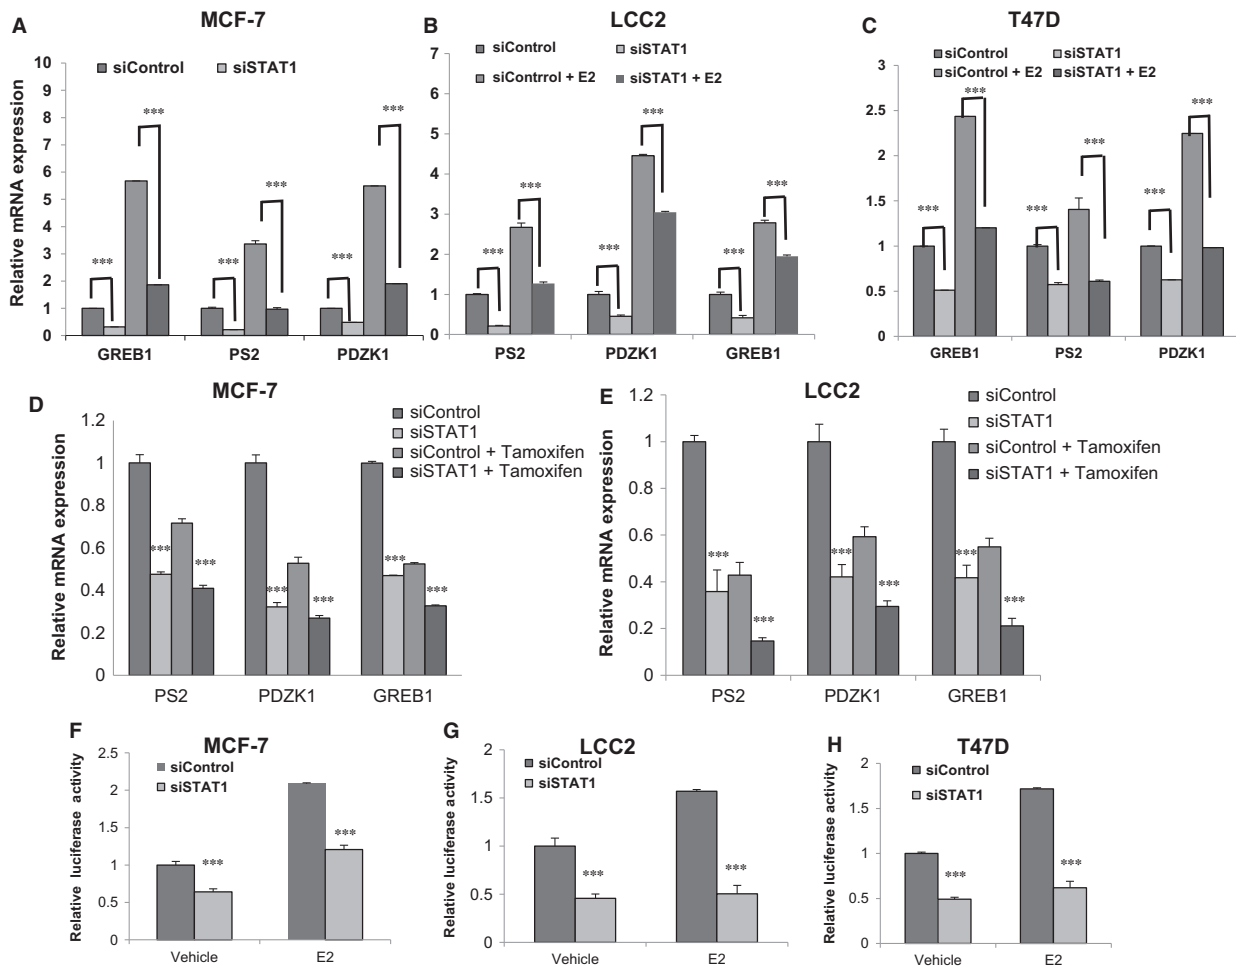 A
MCF-7
Relative mRNA expression
siControl
siSTAT1
10
9
8
7
6
5
4
3
2
1
0
***
***
***
***
***
***
GREB1
PS2
PDZK1
B
LCC2
siControl
siSTAT1
siContrrol + E2
siSTAT1 + E2
7
6
5
4
3
2
1
0
***
***
***
***
***
***
PS2
PDZK1
GREB1
C
T47D
siControl
siSTAT1
siControl + E2
siSTAT1 + E2
3
2.5
2
1.5
1
0.5
0
***
***
***
***
***
***
GREB1
PS2
PDZK1
D
MCF-7
Relative mRNA expression
siControl
siSTAT1
siControl + Tamoxifen
siSTAT1 + Tamoxifen
1.2
1
0.8
0.6
0.4
0.2
0
***
***
***
***
***
***
PS2
PDZK1
GREB1
E
LCC2
Relative mRNA expression
siControl
siSTAT1
siControl + Tamoxifen
siSTAT1 + Tamoxifen
1.2
1
0.8
0.6
0.4
0.2
0
***
***
***
***
***
***
PS2
PDZK1
GREB1
F
MCF-7
Relative luciferase activity
siControl
siSTAT1
2.5
2
1.5
1
0.5
0
***
***
Vehicle
E2
G
LCC2
Relative luciferase activity
siControl
siSTAT1
2
1.5
1
0.5
0
***
***
Vehicle
E2
H
T47D
Relative luciferase activity
siControl
siSTAT1
2
1.5
1
0.5
0
***
***
Vehicle
E2